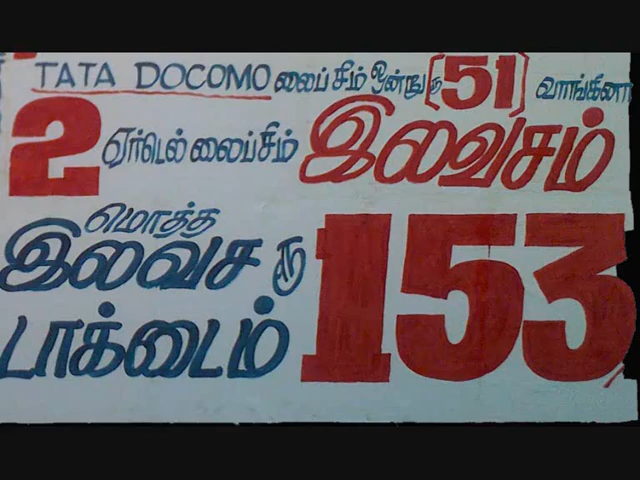 TATA DOCOMO லைப் சிம் ஒன்று ரூ (51) வாங்கினா
2 ஏர்டெல் லைப்சிம் இலவசம்
மொத்த
இலவச ரூ 153
டாக்டைம்